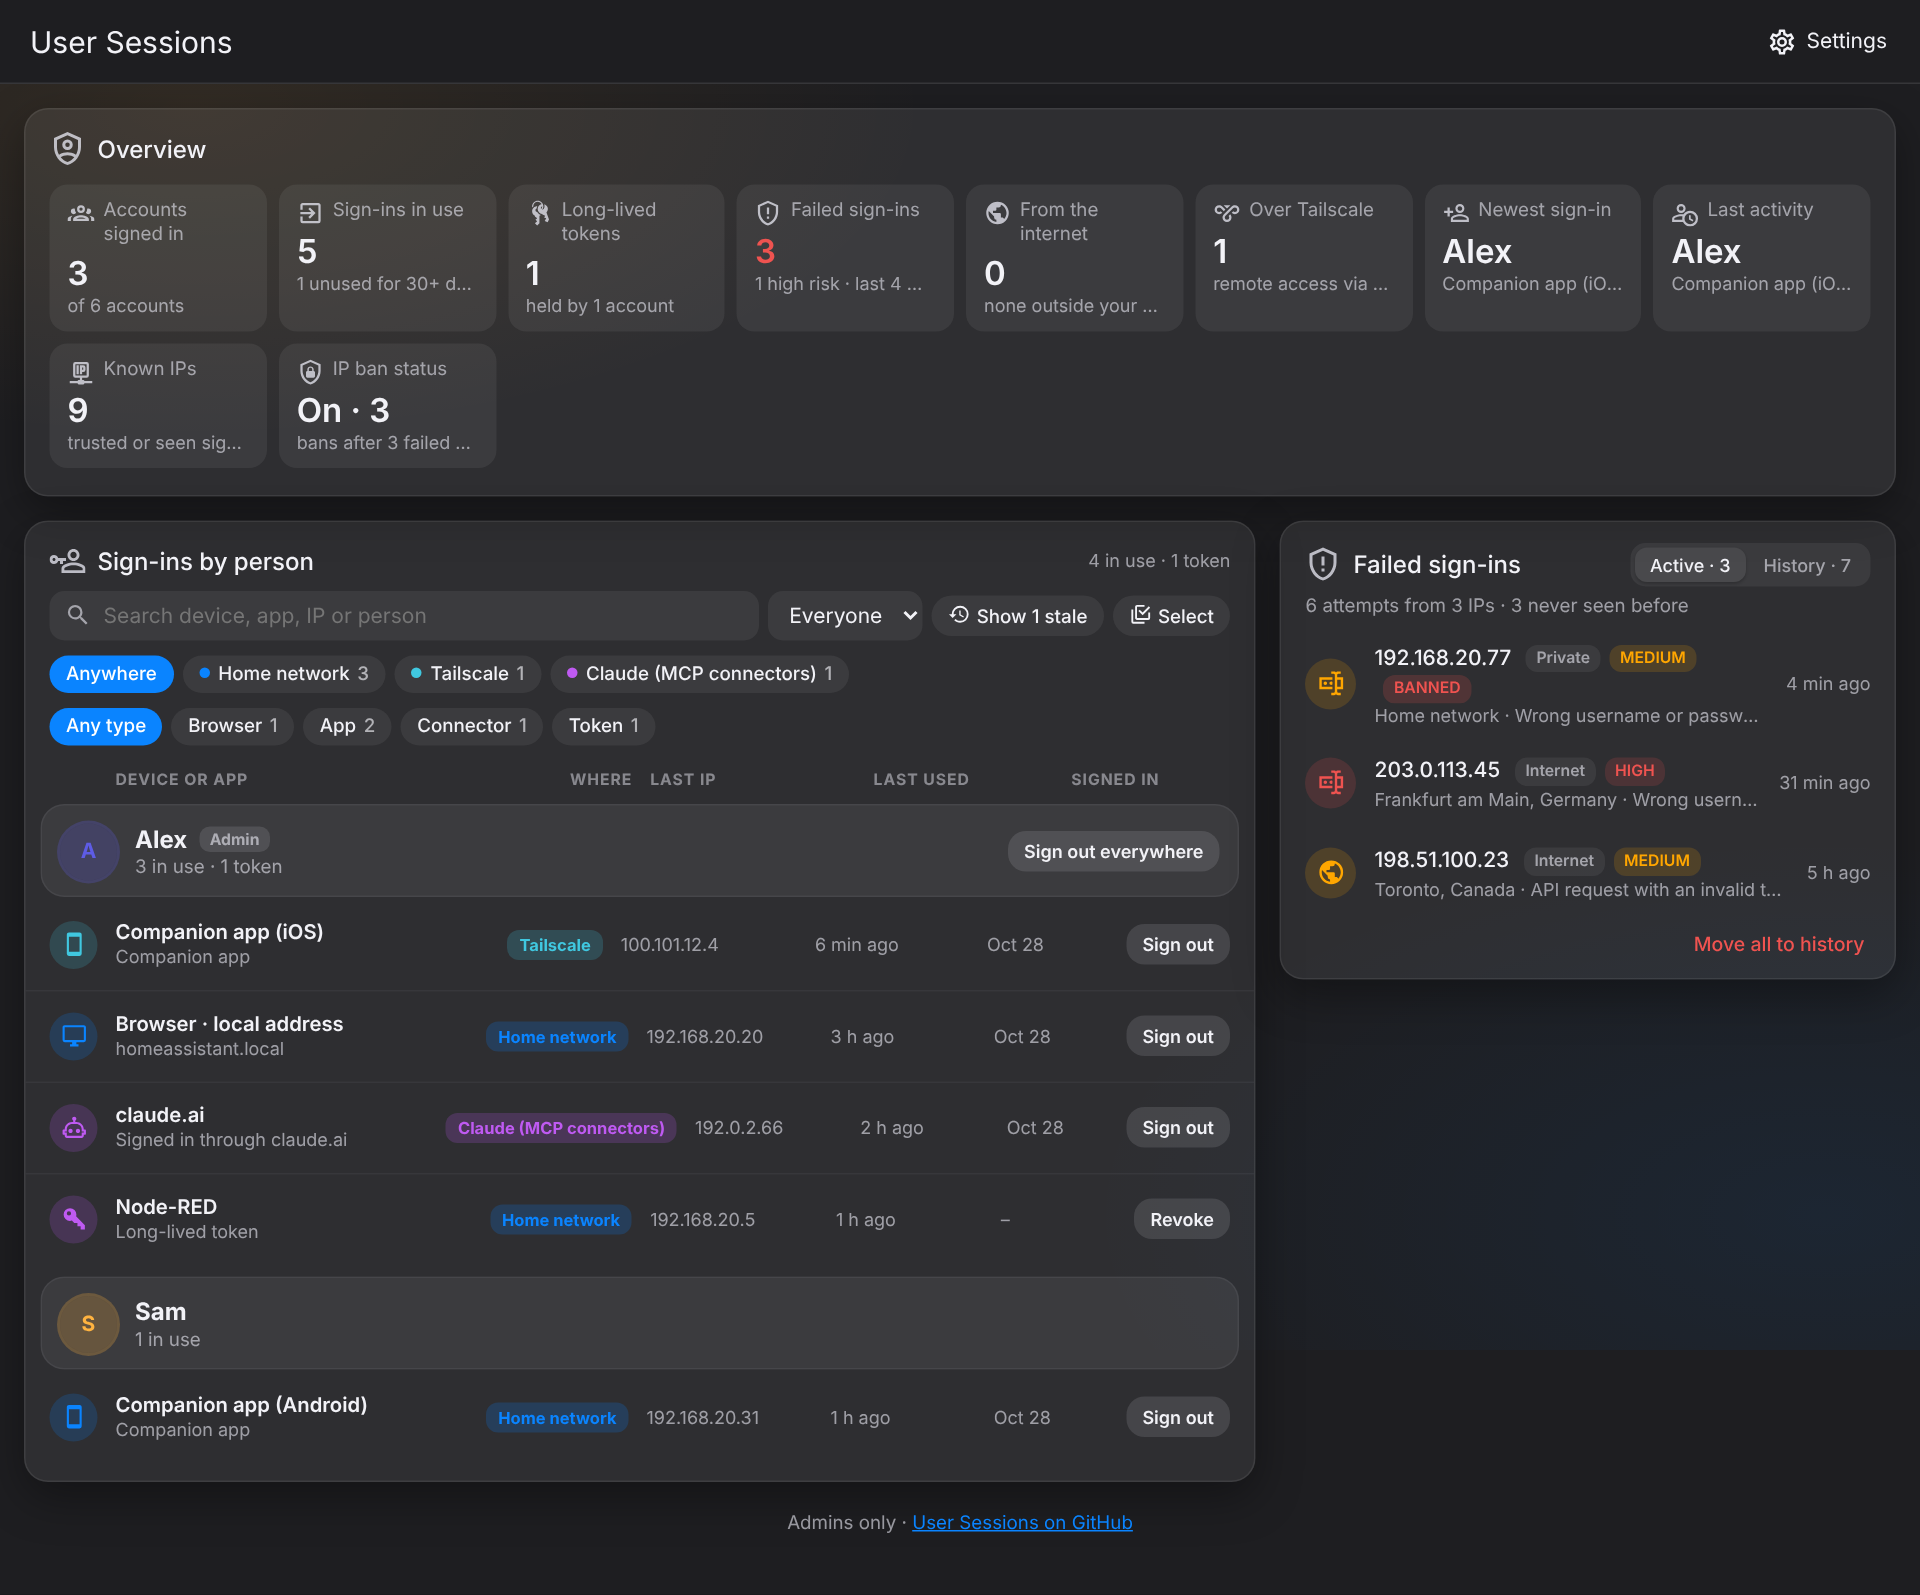 User Sessions
Settings
Overview
Accounts signed in
3
of 6 accounts
Sign-ins in use
5
1 unused for 30+ d...
Long-lived tokens
1
held by 1 account
Failed sign-ins
3
1 high risk · last 4 ...
From the internet
0
none outside your ...
Over Tailscale
1
remote access via ...
Newest sign-in
Alex
Companion app (iO...
Last activity
Alex
Companion app (iO...
Known IPs
9
trusted or seen sig...
IP ban status
On · 3
bans after 3 failed ...
Sign-ins by person
4 in use · 1 token
Search device, app, IP or person
Everyone
Show 1 stale
Select
Anywhere
Home network 3
Tailscale 1
Claude (MCP connectors) 1
Any type
Browser 1
App 2
Connector 1
Token 1
DEVICE OR APP WHERE LAST IP LAST USED SIGNED IN
A
Alex Admin
3 in use · 1 token
Sign out everywhere
Companion app (iOS)
Companion app
Tailscale 100.101.12.4 6 min ago Oct 28 Sign out
Browser · local address
homeassistant.local
Home network 192.168.20.20 3 h ago Oct 28 Sign out
claude.ai
Signed in through claude.ai
Claude (MCP connectors) 192.0.2.66 2 h ago Oct 28 Sign out
Node-RED
Long-lived token
Home network 192.168.20.5 1 h ago – Revoke
S
Sam
1 in use
Companion app (Android)
Companion app
Home network 192.168.20.31 1 h ago Oct 28 Sign out
Failed sign-ins
Active · 3
History · 7
6 attempts from 3 IPs · 3 never seen before
192.168.20.77 Private MEDIUM
BANNED
Home network · Wrong username or passw...
4 min ago
203.0.113.45 Internet HIGH
Frankfurt am Main, Germany · Wrong usern...
31 min ago
198.51.100.23 Internet MEDIUM
Toronto, Canada · API request with an invalid t...
5 h ago
Move all to history
Admins only · User Sessions on GitHub